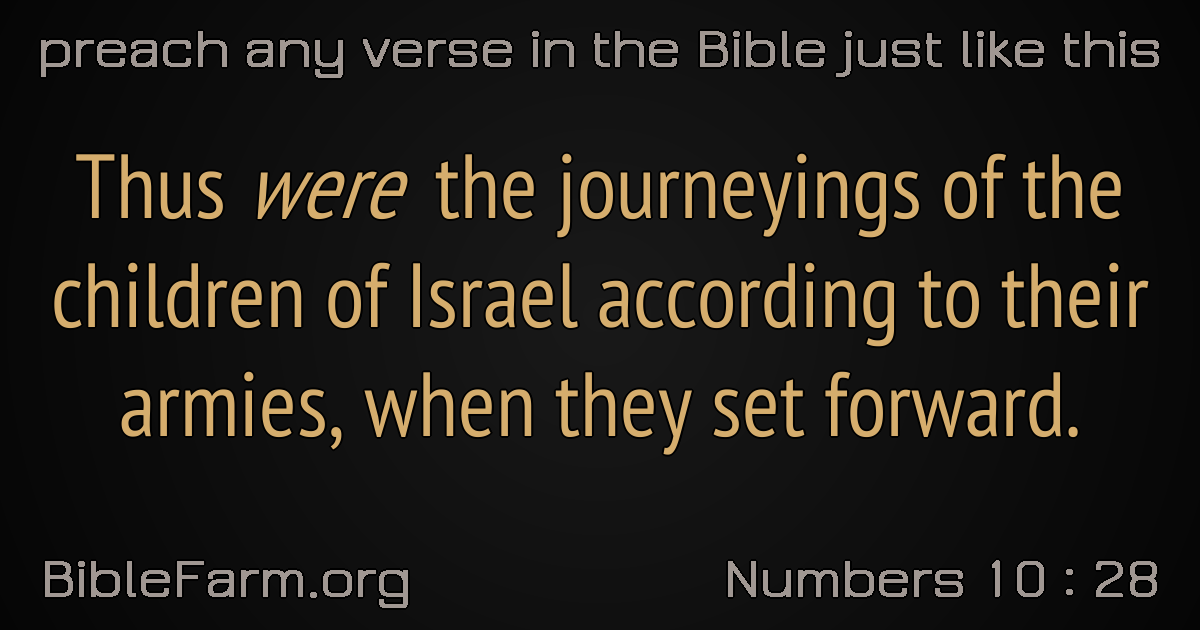 preach any verse in the Bible just like this
Thus were the journeyings of the
children of Israel according to their
armies, when they set forward.
BibleFarm.org
Numbers 10 : 28